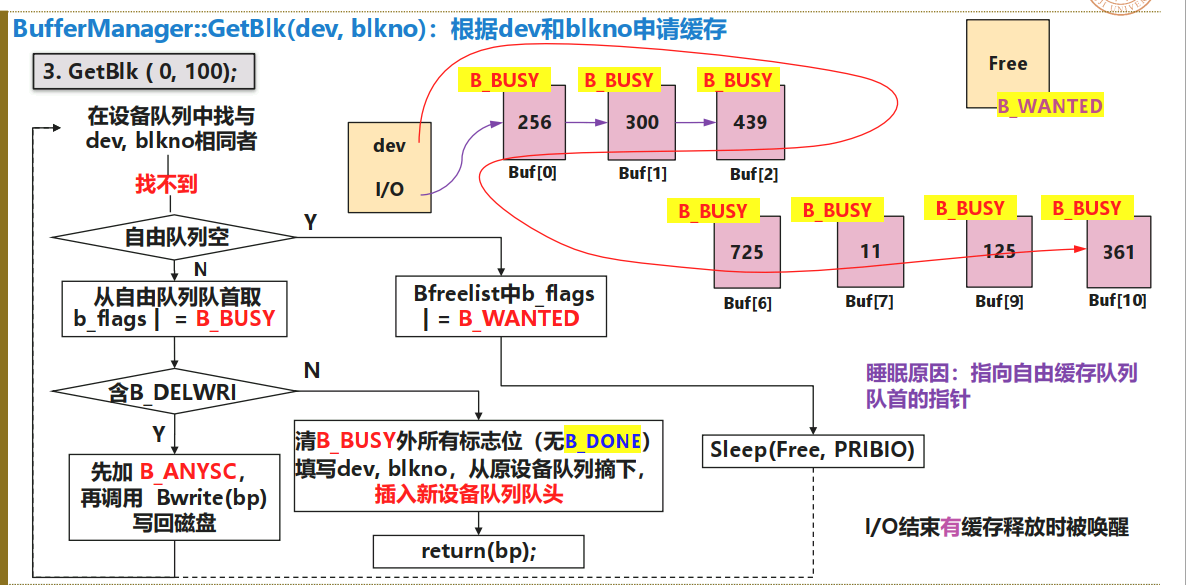 BufferManager::GetBlk(dev, blkno)：根据dev和blkno申请缓存
3. GetBlk ( 0, 100);
在设备队列中找与
dev, blkno相同者
找不到
自由队列空
Y
N
从自由队列队首取
b_flags | = B_BUSY
含B_DELWRI
N
Y
先加 B_ANYSC,
再调用 Bwrite(bp)
写回磁盘
Bfreelist中b_flags
| = B_WANTED
清B_BUSY外所有标志位（无B_DONE）
填写dev, blkno，从原设备队列摘下，
插入新设备队列队头
return(bp);
Sleep(Free, PRIBIO)
dev
I/O
B_BUSY
256
Buf[0]
B_BUSY
300
Buf[1]
B_BUSY
439
Buf[2]
Free
B_WANTED
B_BUSY
725
Buf[6]
B_BUSY
11
Buf[7]
B_BUSY
125
Buf[9]
B_BUSY
361
Buf[10]
睡眠原因：指向自由缓存队列
队首的指针
I/O结束有缓存释放时被唤醒